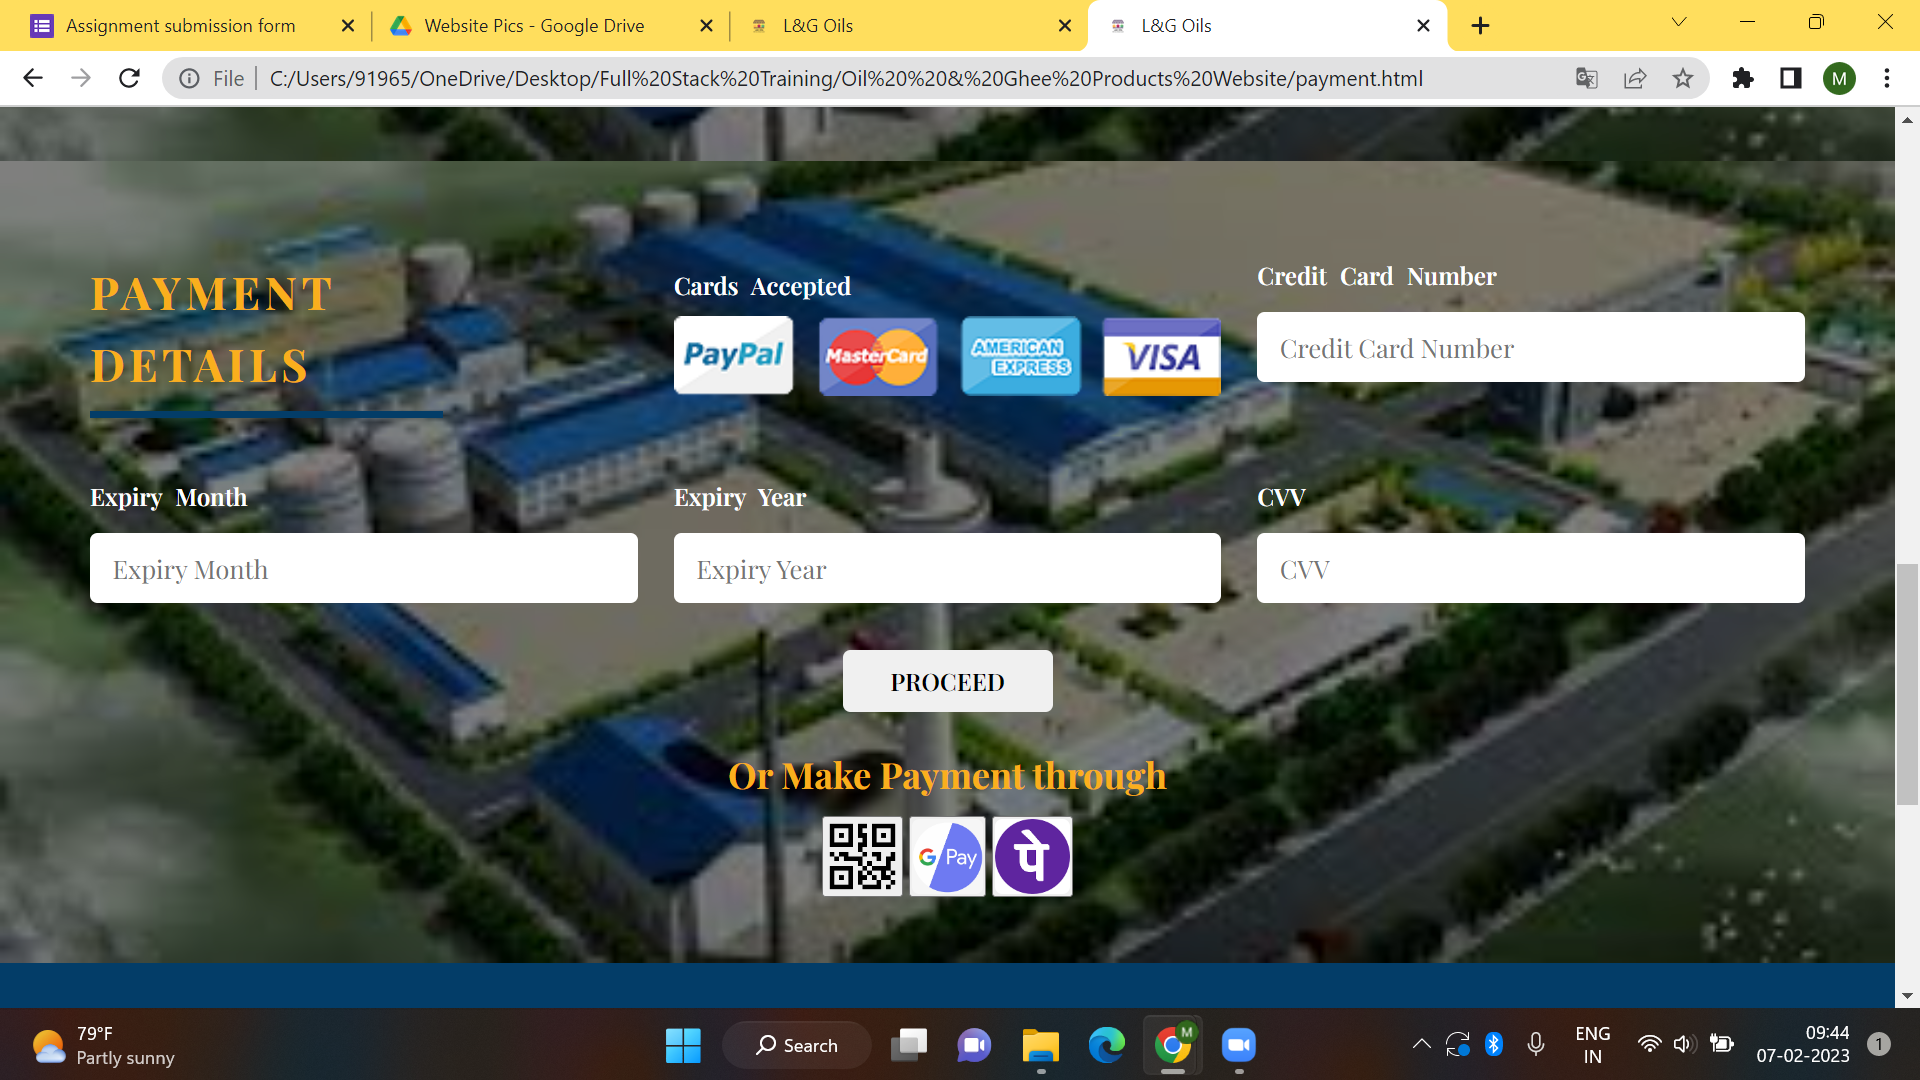 Assignment submission form
Website Pics - Google Drive
L&G Oils
L&G Oils
File
C:/Users/91965/OneDrive/Desktop/Full%20Stack%20Training/Oil%20%20&%20Ghee%20Products%20Website/payment.html
M
PAYMENT
DETAILS
Cards Accepted
PayPal
MasterCard
AMERICAN
EXPRESS
VISA
Credit Card Number
Credit Card Number
Expiry Month
Expiry Month
Expiry Year
Expiry Year
CVV
CVV
PROCEED
Or Make Payment through
G Pay
पे
79°F
Partly sunny
Search
M
ENG
IN
09:44
07-02-2023
1